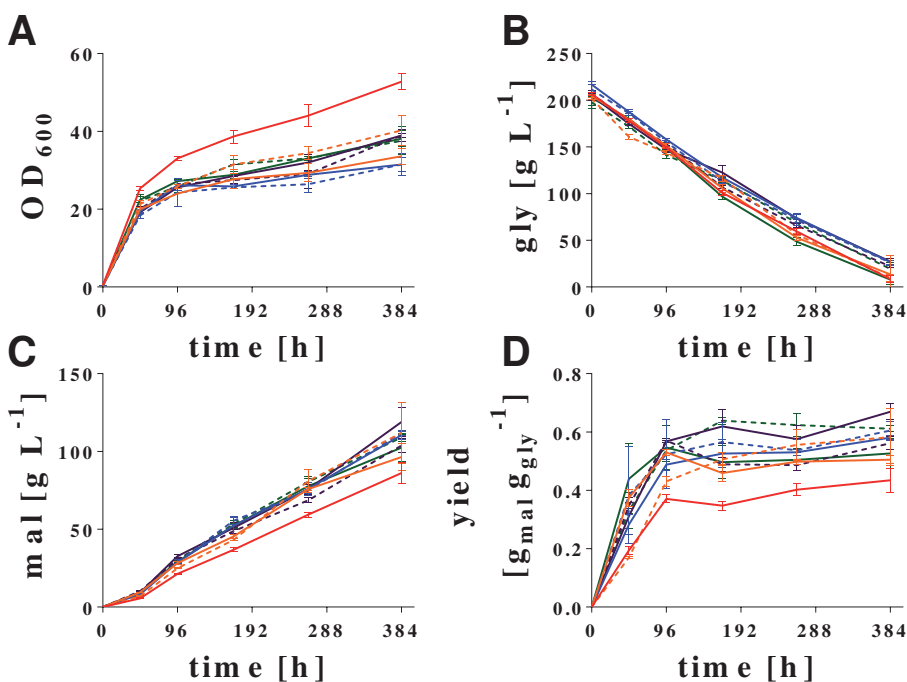 A
OD600
60
40
20
0
0 96 192 288 384
time [h]
B
gly [g L-1]
250
200
150
100
50
0
0 96 192 288 384
time [h]
C
mal [g L-1]
150
100
50
0
0 96 192 288 384
time [h]
D
yield
[gmal ggly-1]
0.8
0.6
0.4
0.2
0.0
0 96 192 288 384
time [h]